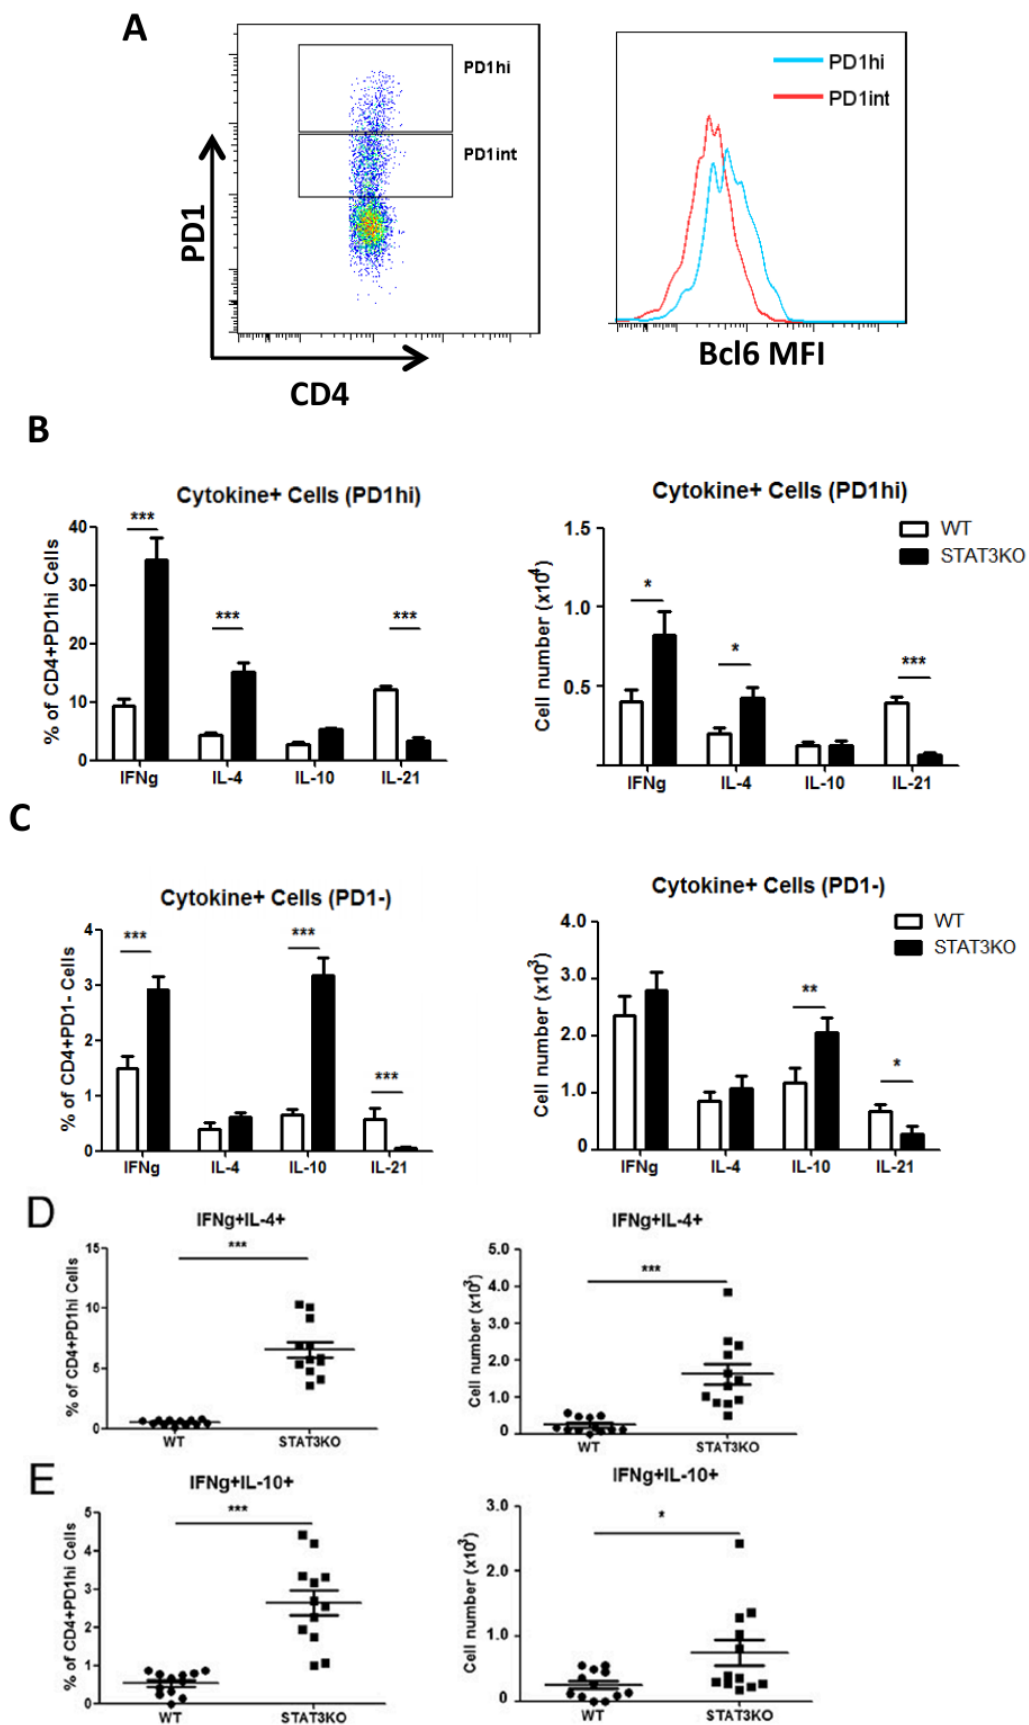 A
PD1hi
PD1int
PD1
CD4
PD1hi
PD1int
Bcl6 MFI
B
Cytokine+ Cells (PD1hi)
% of CD4+PD1hi Cells
40
30
20
10
0
***
***
***
IFNg IL-4 IL-10 IL-21
Cytokine+ Cells (PD1hi)
Cell number (x10⁴)
1.5
1.0
0.5
*
*
***
WT
STAT3KO
IFNg IL-4 IL-10 IL-21
C
Cytokine+ Cells (PD1-)
% of CD4+PD1- Cells
4
3
2
1
0
***
***
***
IFNg IL-4 IL-10 IL-21
Cytokine+ Cells (PD1-)
Cell number (x10³)
4.0
3.0
2.0
1.0
0
**
*
WT
STAT3KO
IFNg IL-4 IL-10 IL-21
D
IFNg+IL-4+
% of CD4+PD1hi Cells
15
10
5
0
***
WT STAT3KO
IFNg+IL-4+
Cell number (x10³)
5.0
4.0
3.0
2.0
1.0
0
***
WT STAT3KO
E
IFNg+IL-10+
% of CD4+PD1hi Cells
5
4
3
2
1
0
***
WT STAT3KO
IFNg+IL-10+
Cell number (x10³)
3.0
2.0
1.0
0
*
WT STAT3KO